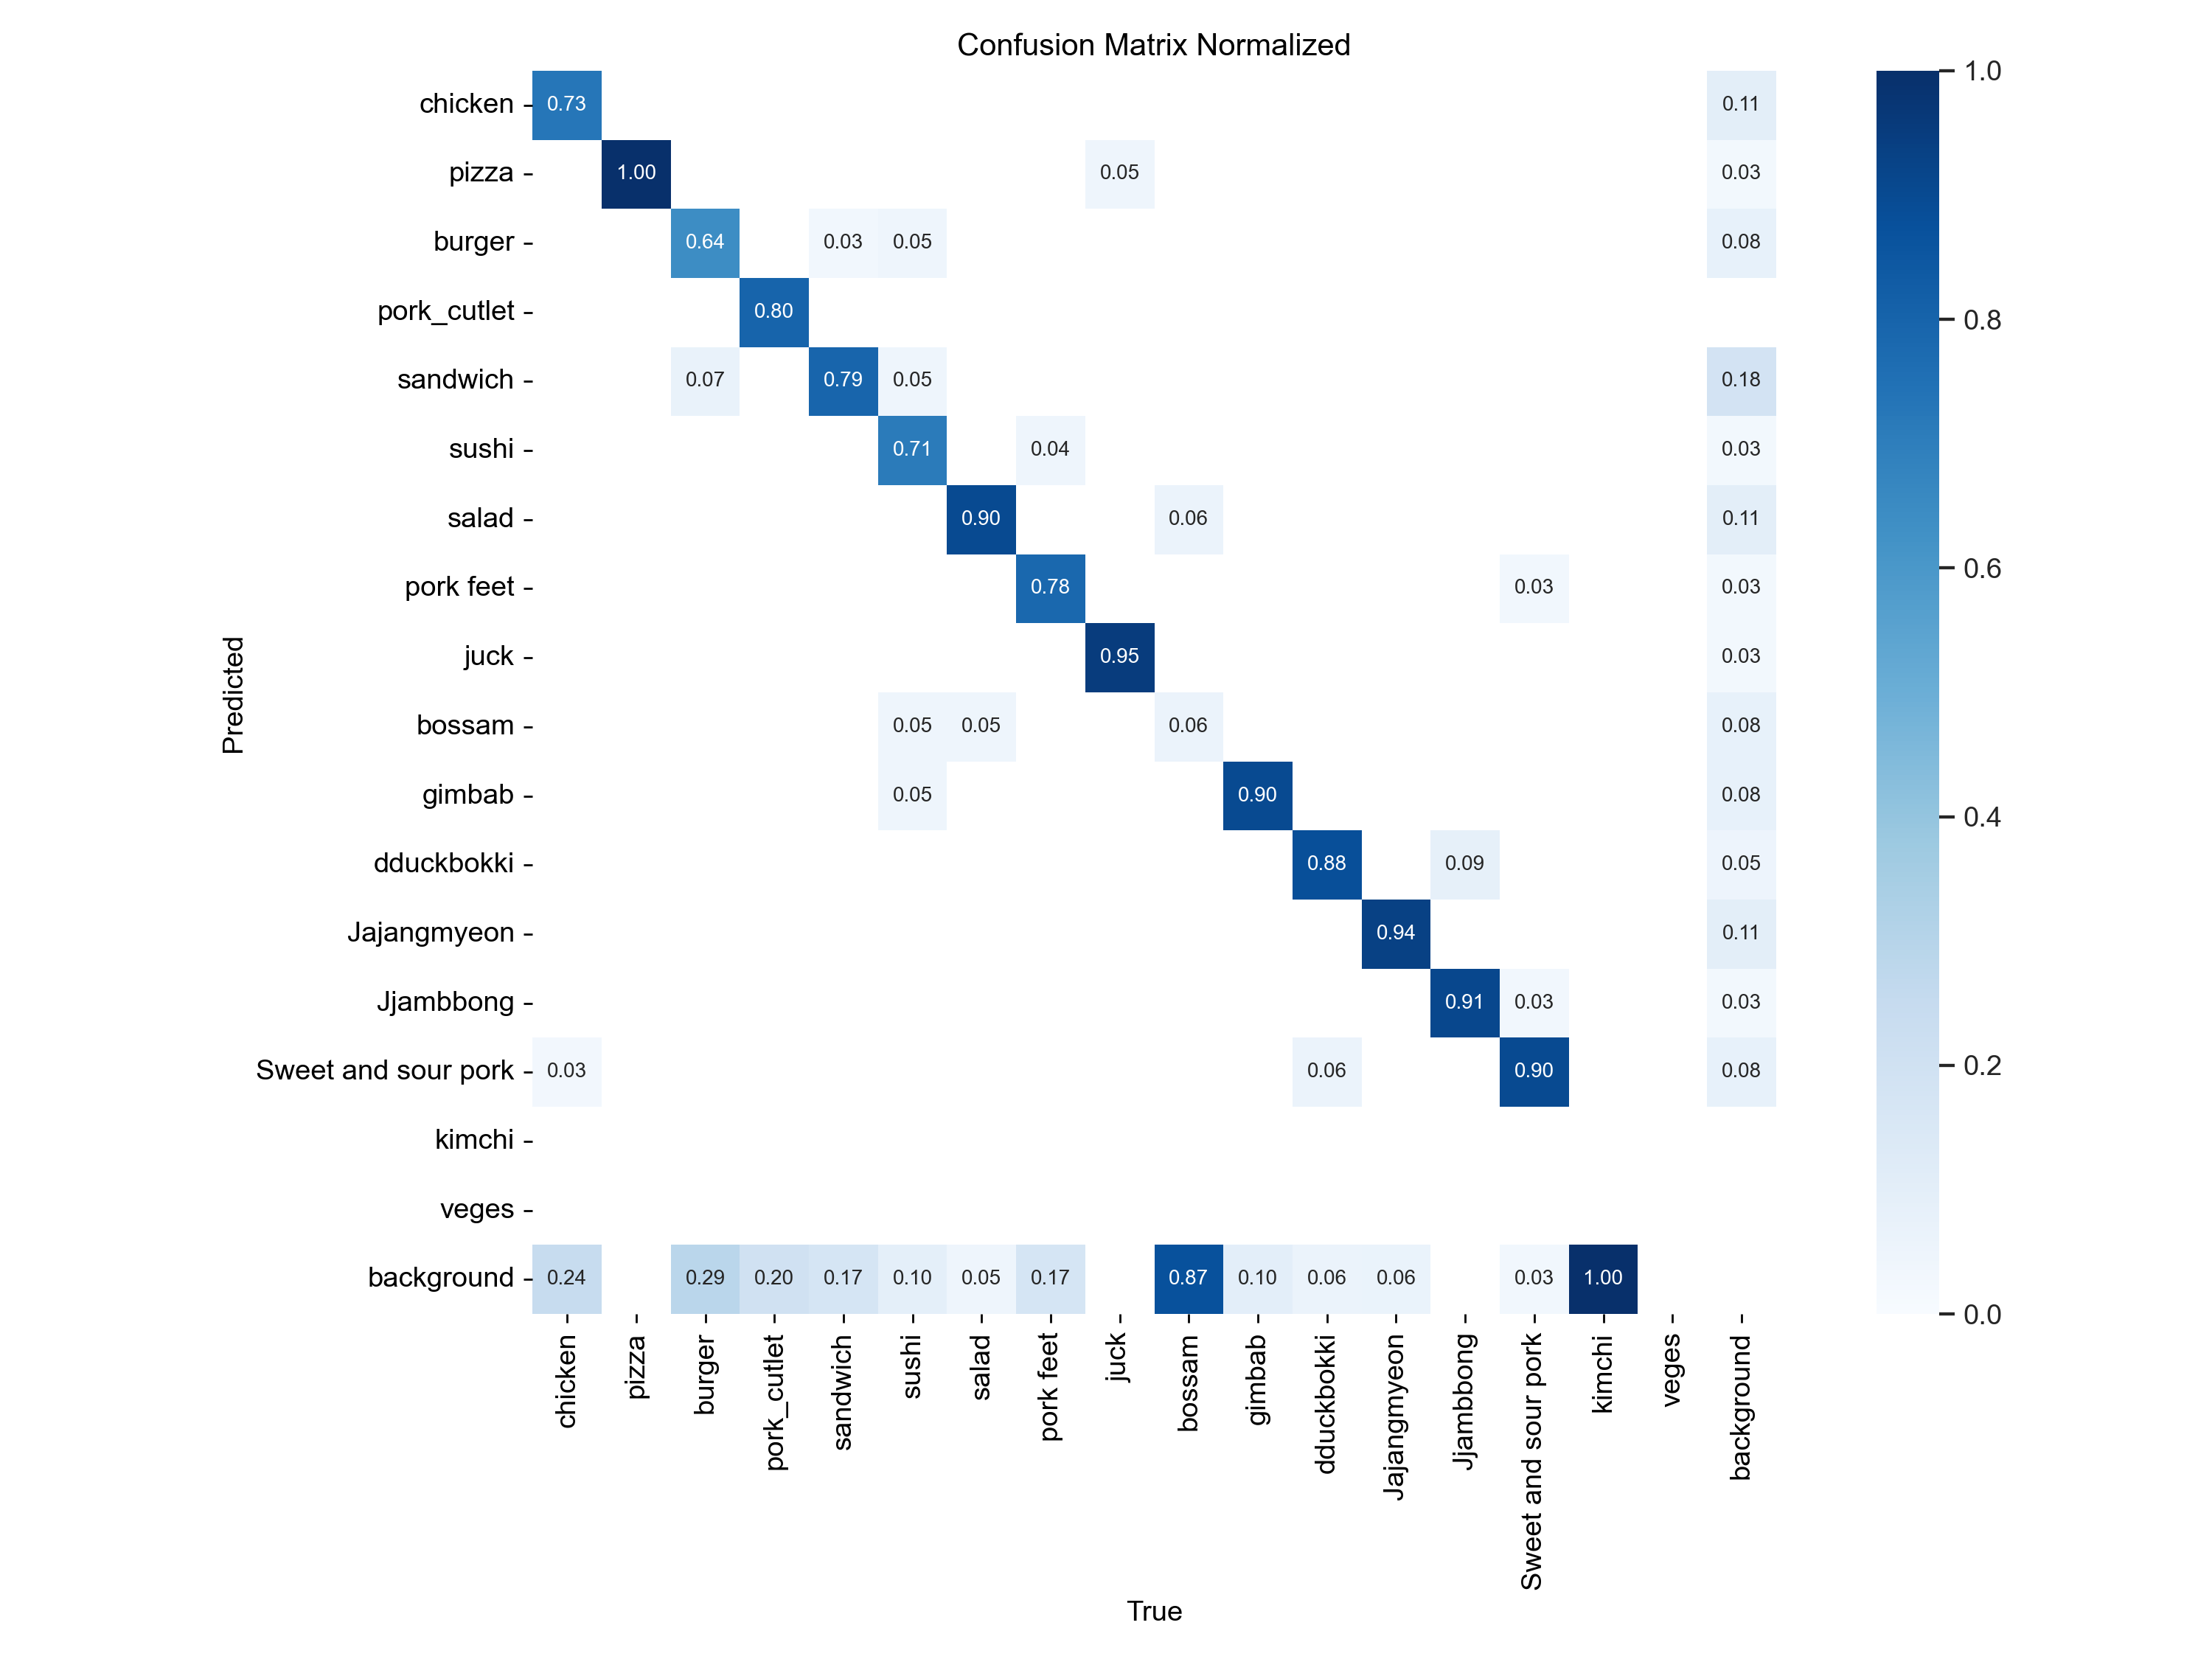 Confusion Matrix Normalized
chicken 0.73 0.11
pizza 1.00 0.05 0.03
burger 0.64 0.03 0.05 0.08
pork_cutlet 0.80
sandwich 0.07 0.79 0.05 0.18
sushi 0.71 0.04 0.03
salad 0.90 0.06 0.11
pork feet 0.78 0.03 0.03
juck 0.95 0.03
bossam 0.05 0.05 0.06 0.08
gimbab 0.05 0.90 0.08
dduckbokki 0.88 0.09 0.05
Jajangmyeon 0.94 0.11
Jjambbong 0.91 0.03 0.03
Sweet and sour pork 0.03 0.06 0.90 0.08
kimchi
veges
background 0.24 0.29 0.20 0.17 0.10 0.05 0.17 0.87 0.10 0.06 0.06 0.03 1.00
Predicted
chicken
pizza
burger
pork_cutlet
sandwich
sushi
salad
pork feet
juck
bossam
gimbab
dduckbokki
Jajangmyeon
Jjambbong
Sweet and sour pork
kimchi
veges
background
True
1.0
0.8
0.6
0.4
0.2
0.0